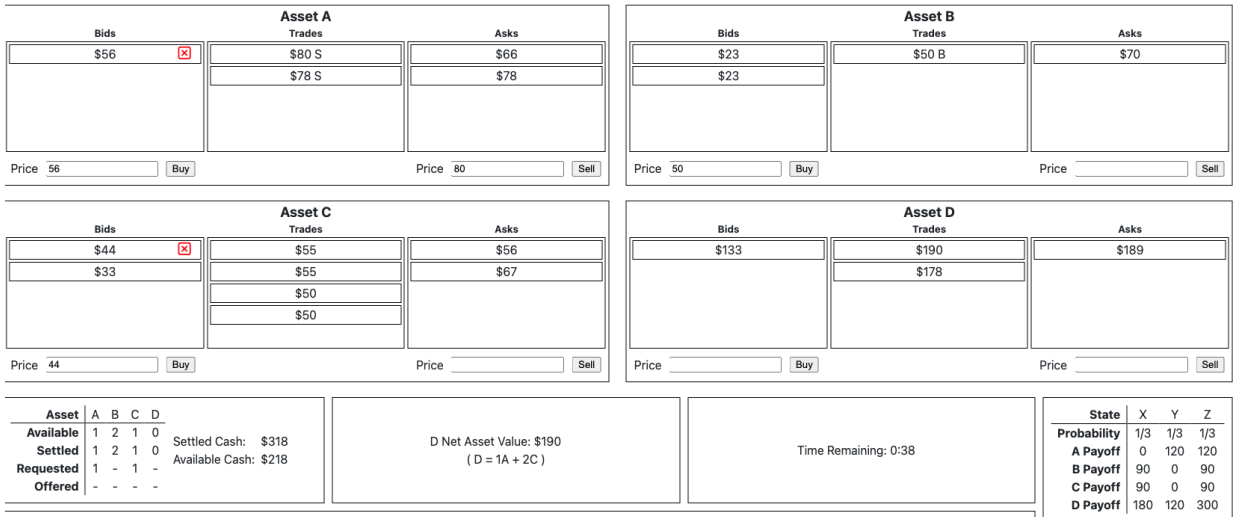 Asset A
Bids Trades Asks
$56 $80 S $66
$78 S $78
Price 56 Buy Price 80 Sell
Asset B
Bids Trades Asks
$23 $50 B $70
$23
Price 50 Buy Price Sell
Asset C
Bids Trades Asks
$44 $55 $56
$33 $55 $67
$50
$50
Price 44 Buy Price Sell
Asset D
Bids Trades Asks
$133 $190 $189
$178
Price Buy Price Sell
Asset A B C D
Available 1 2 1 0
Settled 1 2 1 0
Requested 1 - 1 -
Offered - - - -
Settled Cash: $318
Available Cash: $218
D Net Asset Value: $190
( D = 1A + 2C )
Time Remaining: 0:38
State X Y Z
Probability 1/3 1/3 1/3
A Payoff 0 120 120
B Payoff 90 0 90
C Payoff 90 0 90
D Payoff 180 120 300